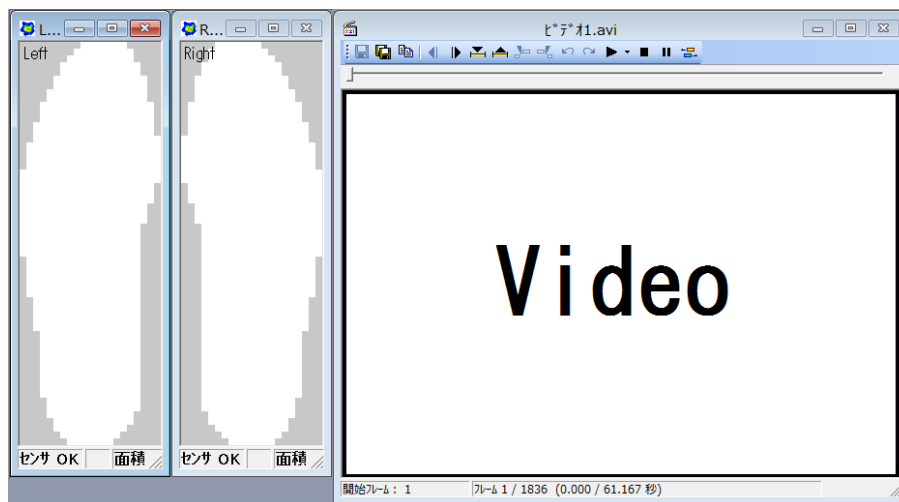 L...
R...
ﾋﾞﾃﾞｵ1.avi
Left
Right
Video
ｾﾝｻ OK
面積
ｾﾝｻ OK
面積
開始ﾌﾚｰﾑ： 1
ﾌﾚｰﾑ 1 / 1836 (0.000 / 61.167 秒)